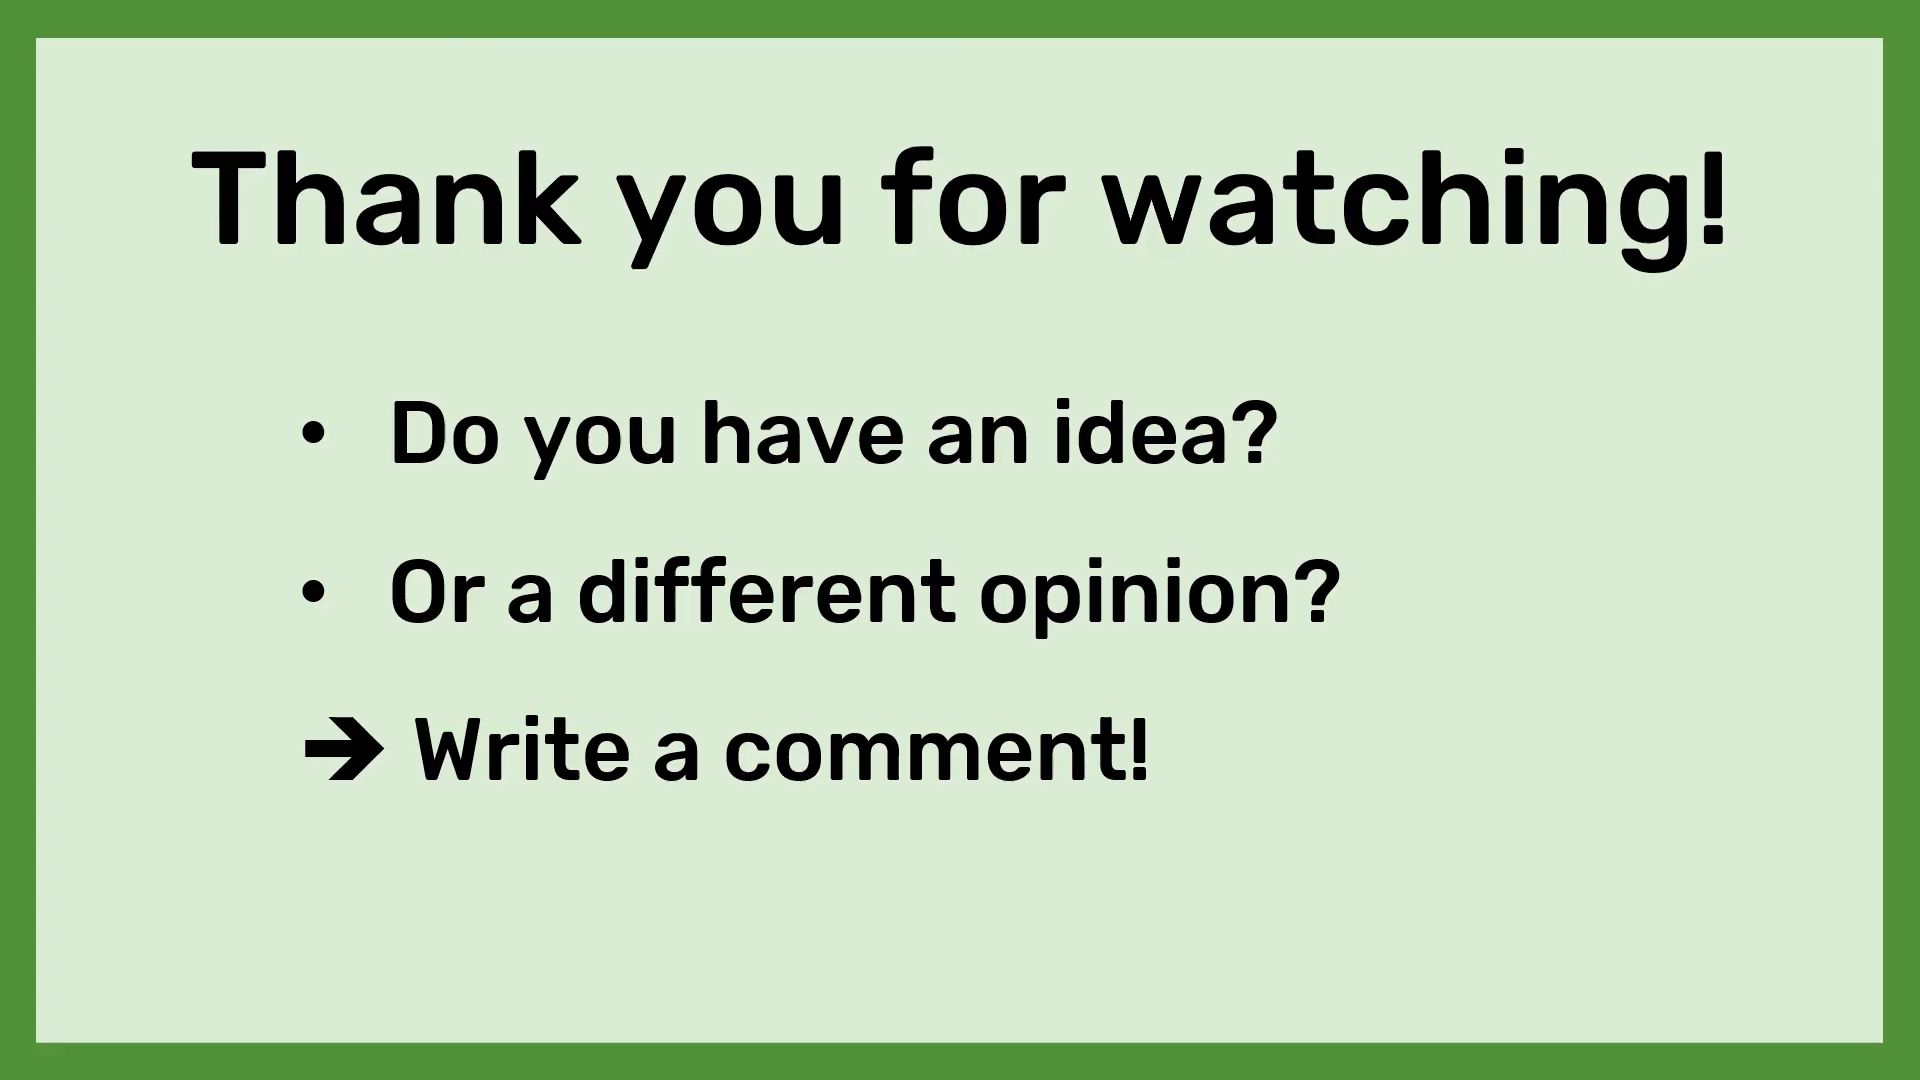 Thank you for watching!
• Do you have an idea?
• Or a different opinion?
➔ Write a comment!